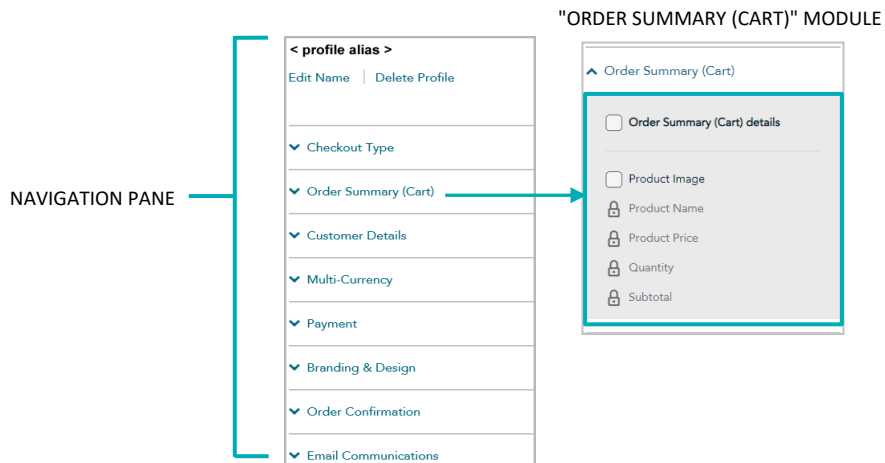 "ORDER SUMMARY (CART)" MODULE
< profile alias >
Edit Name | Delete Profile
Checkout Type
Order Summary (Cart)
Customer Details
Multi-Currency
Payment
Branding & Design
Order Confirmation
Email Communications
NAVIGATION PANE
Order Summary (Cart)
Order Summary (Cart) details
Product Image
Product Name
Product Price
Quantity
Subtotal